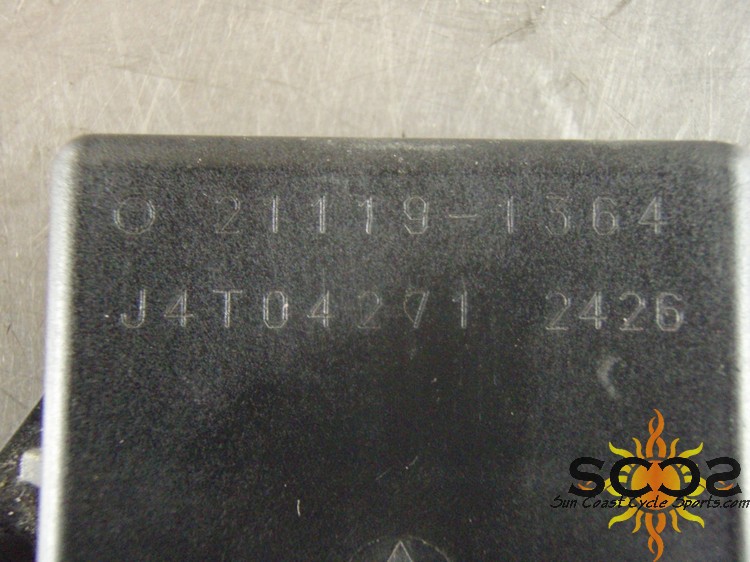 21119-1364
J4T04271 2426
SCCS
Sun Coast Cycle Sports.com